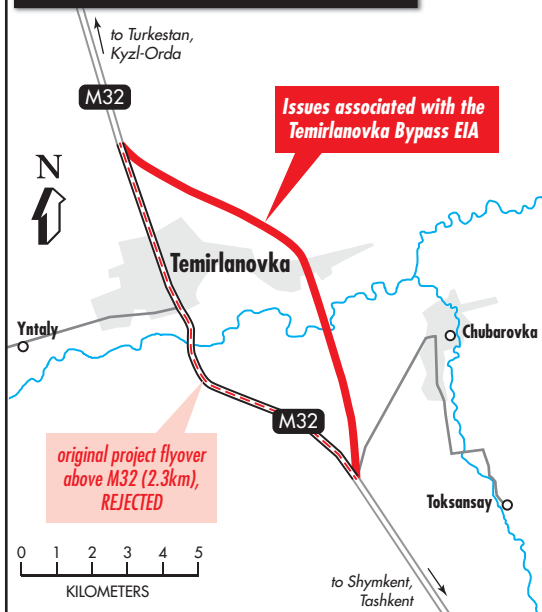 to Turkestan,
Kyzl-Orda
M32
Issues associated with the
Temirlanovka Bypass EIA
N
Temirlanovka
Yntaly
Chubarovka
M32
original project flyover
above M32 (2.3km),
REJECTED
Toksansay
0 1 2 3 4 5
KILOMETERS
to Shymkent,
Tashkent